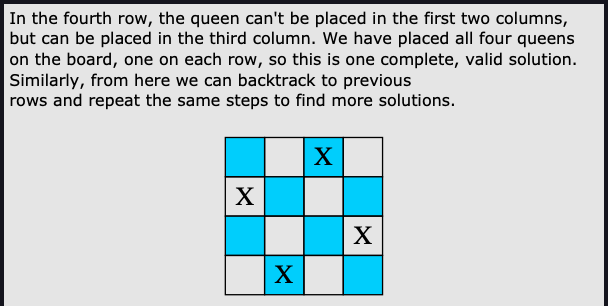 In the fourth row, the queen can't be placed in the first two columns,
but can be placed in the third column. We have placed all four queens
on the board, one on each row, so this is one complete, valid solution.
Similarly, from here we can backtrack to previous
rows and repeat the same steps to find more solutions.
X
X
X
X